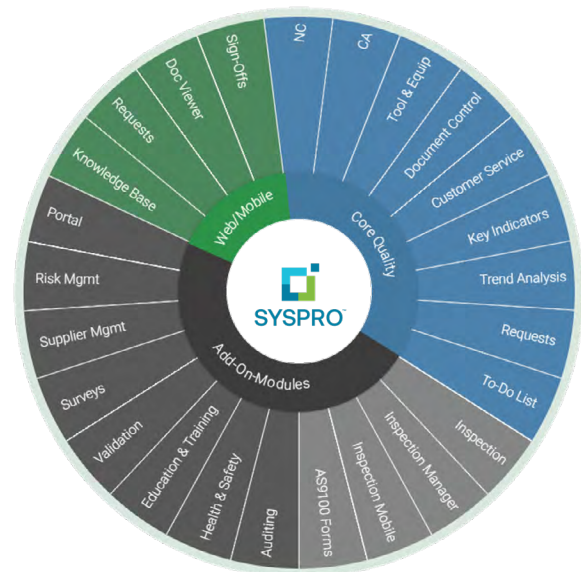 SYSPRO™
Web/Mobile
Knowledge Base
Requests
Doc Viewer
Sign-Offs
Core Quality
NC
CA
Tool & Equip
Document Control
Customer Service
Key Indicators
Trend Analysis
Requests
To-Do List
Add-On-Modules
Inspection
Inspection Manager
Inspection Mobile
AS9100 Forms
Auditing
Health & Safety
Education & Training
Validation
Surveys
Supplier Mgmt
Risk Mgmt
Portal